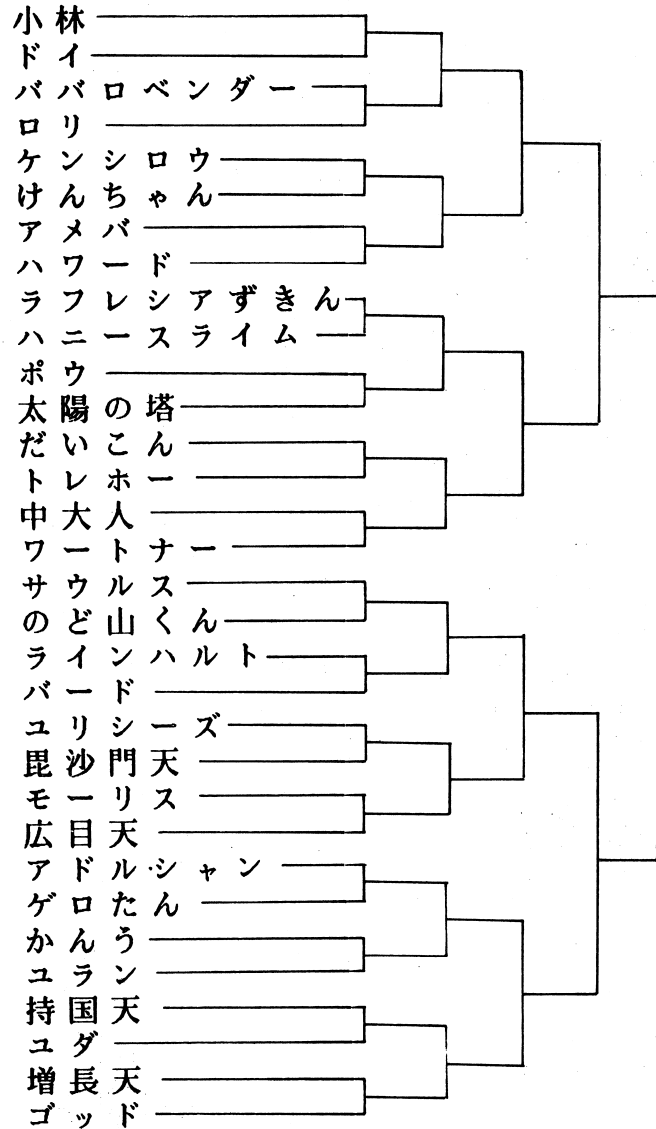 小林
ドイ
バパロベンダー
ロリ
ケンシロウ
けんちゃん
アメバ
ハワード
ラフレシアずきん
ハニースライム
ポウ
太陽の塔
だいこん
トレホー
中大人
ワートナー
サウルス
のど山くん
ラインハルト
バード
ユリシーズ
毘沙門天
モーリス
広目天
アドルシャン
ゲロたん
かんう
ユラン
持国天
ユダ
増長天
ゴッド